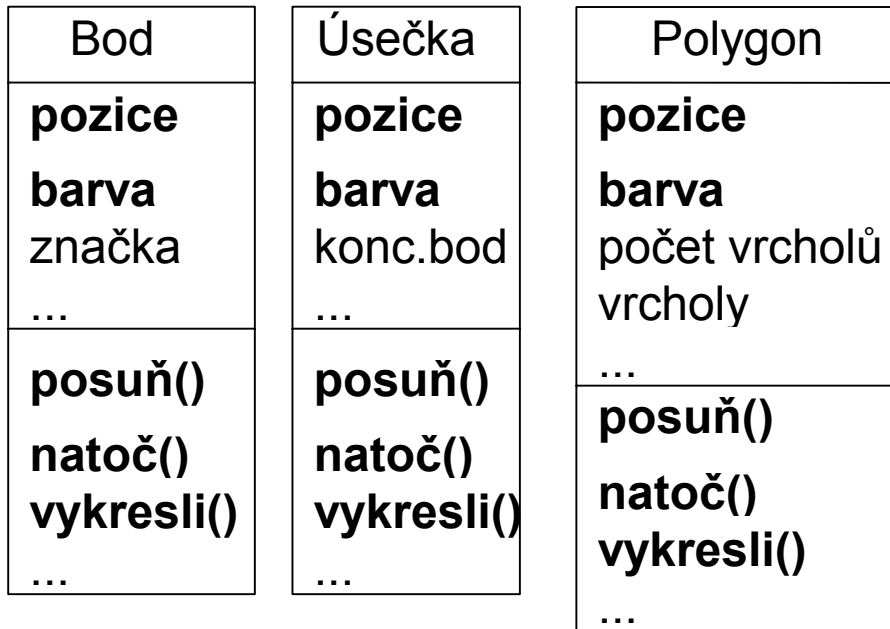 Bod
pozice
barva
značka
...
posuň()
natoč()
vykresli()
...
Úsečka
pozice
barva
konc.bod
...
posuň()
natoč()
vykresli()
...
Polygon
pozice
barva
počet vrcholů
vrcholy
...
posuň()
natoč()
vykresli()
...